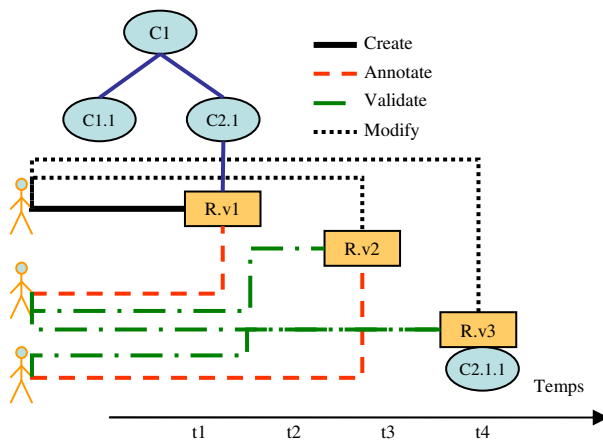 C1
Create
Annotate
C1.1
C2.1
Validate
Modify
R.v1
R.v2
R.v3
C2.1.1
Temps
t1 t2 t3 t4